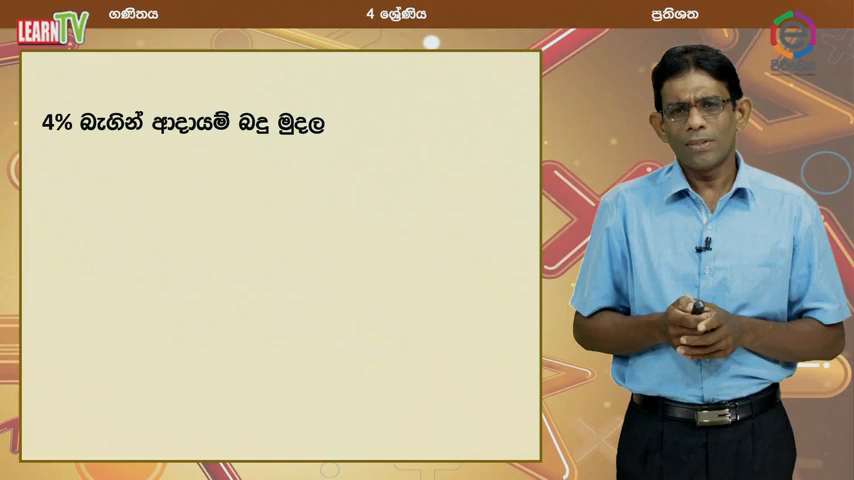 ගණිතය
4 ශ්‍රේණිය
ප්‍රතිශත
LEARN TV
4% බැගින් ආදායම් බදු මුදල